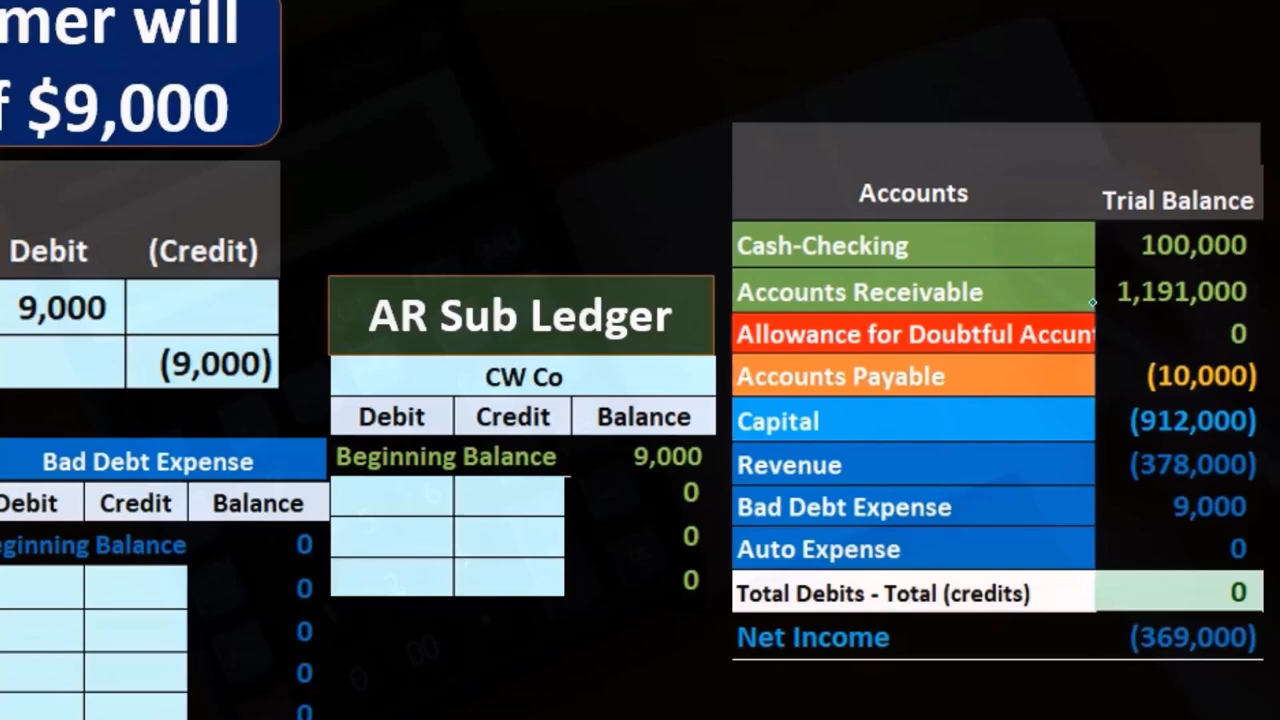 mer will
f $9,000
Debit (Credit)
9,000
(9,000)
Bad Debt Expense
Debit Credit Balance
ginning Balance 0
0
0
0
0
AR Sub Ledger
CW Co
Debit Credit Balance
Beginning Balance 9,000
0
0
0
Accounts Trial Balance
Cash-Checking 100,000
Accounts Receivable 1,191,000
Allowance for Doubtful Accun 0
Accounts Payable (10,000)
Capital (912,000)
Revenue (378,000)
Bad Debt Expense 9,000
Auto Expense 0
Total Debits - Total (credits) 0
Net Income (369,000)